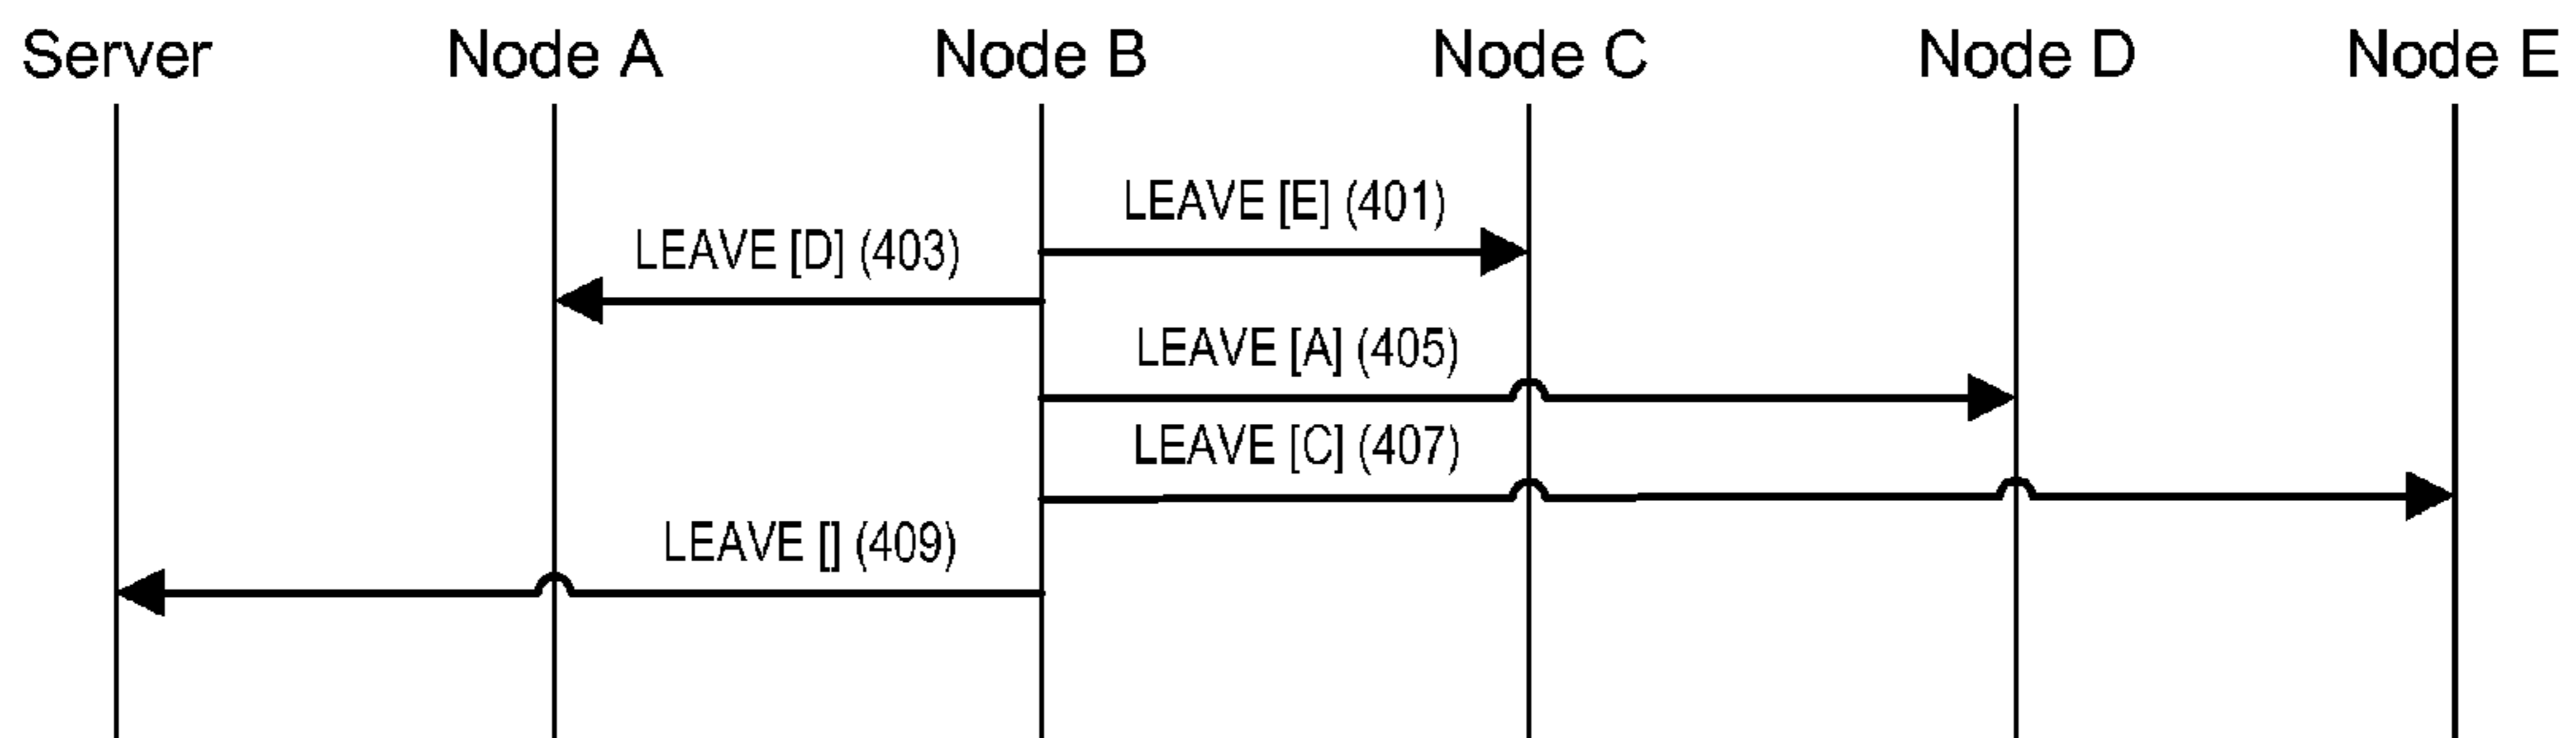 Server Node A Node B Node C Node D Node E
LEAVE [E] (401)
LEAVE [D] (403)
LEAVE [A] (405)
LEAVE [C] (407)
LEAVE [] (409)